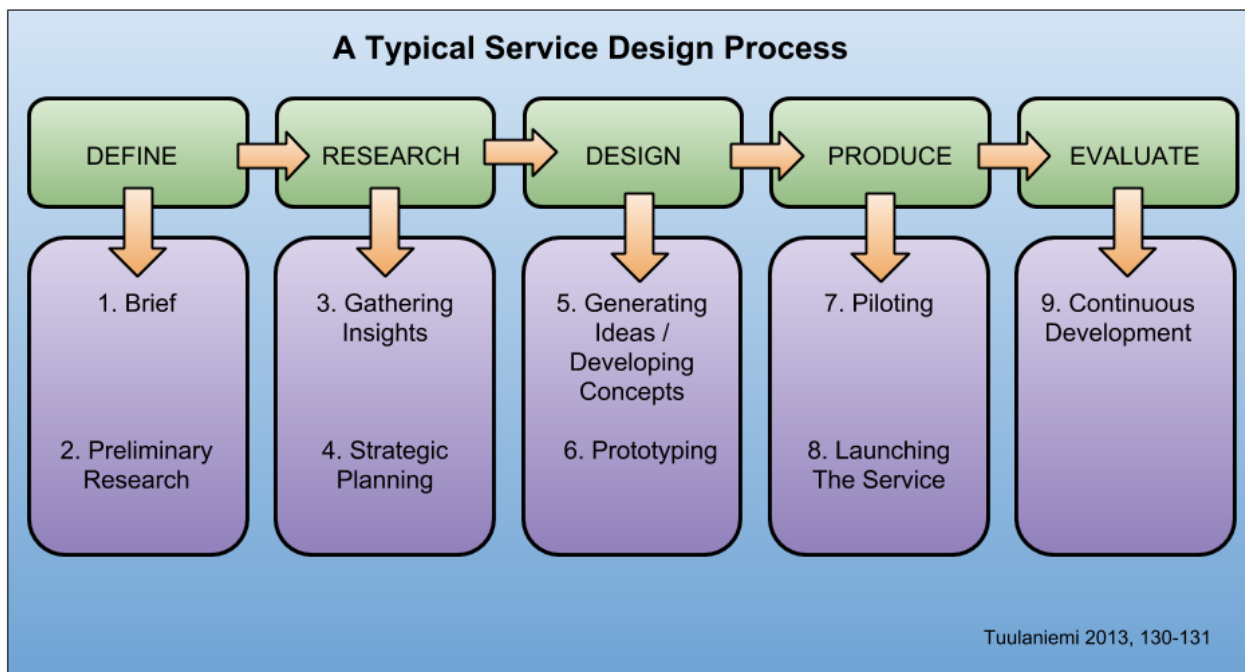 A Typical Service Design Process
DEFINE
RESEARCH
DESIGN
PRODUCE
EVALUATE
1. Brief
2. Preliminary
Research
3. Gathering
Insights
4. Strategic
Planning
5. Generating
Ideas /
Developing
Concepts
6. Prototyping
7. Piloting
8. Launching
The Service
9. Continuous
Development
Tuulaniemi 2013, 130-131